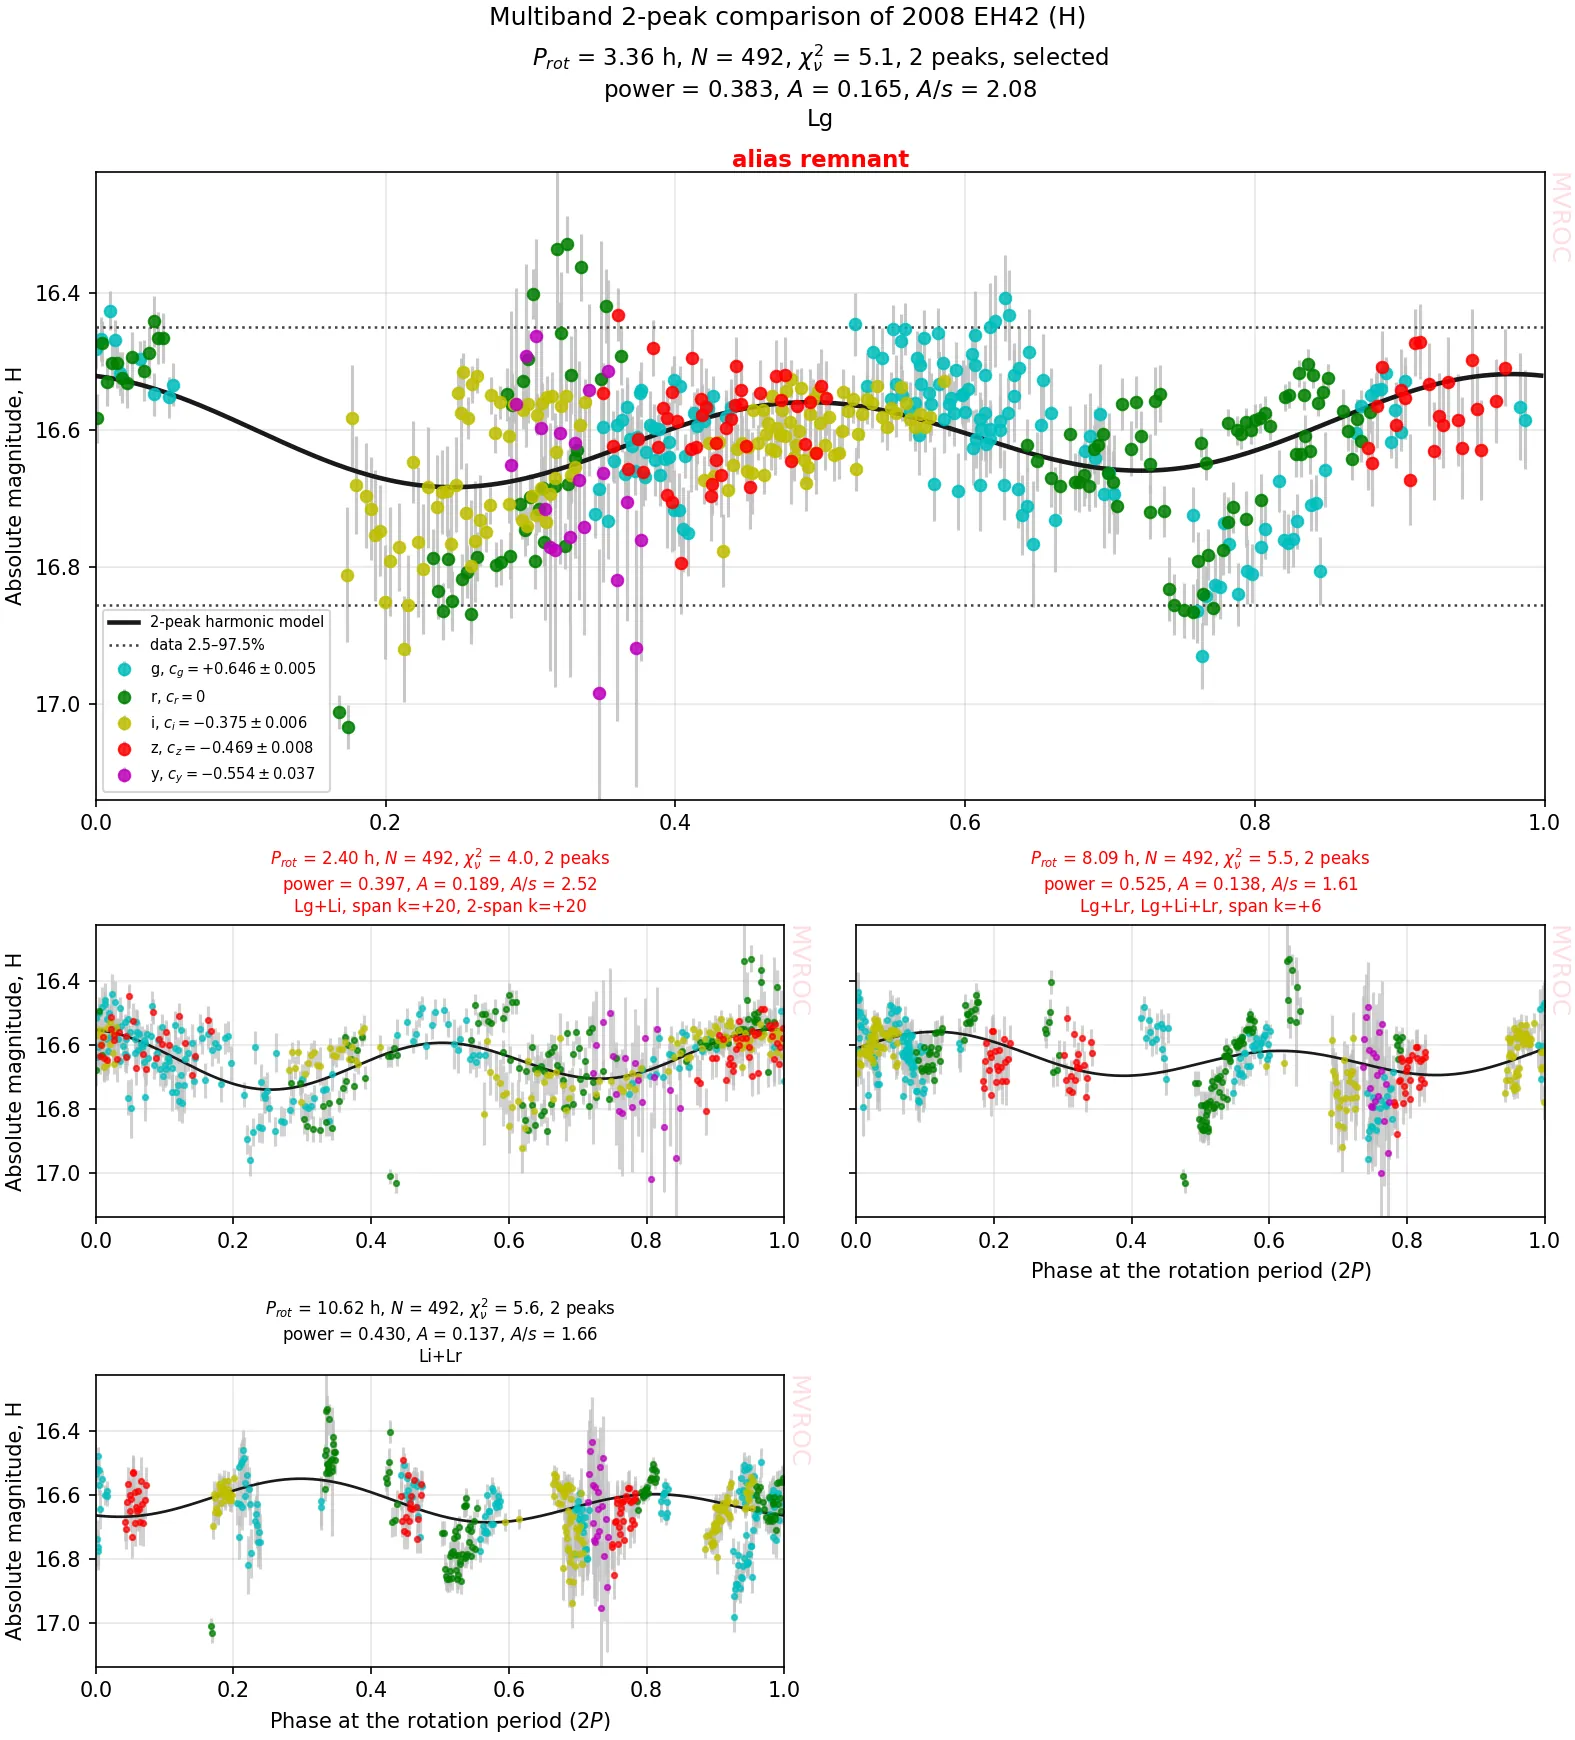 Multiband 2-peak comparison of 2008 EH42 (H)
P_rot = 3.36 h, N = 492, χ²_ν = 5.1, 2 peaks, selected
power = 0.383, A = 0.165, A/s = 2.08
Lg
alias remnant
MVROC
Absolute magnitude, H
16.4
16.6
16.8
17.0
2-peak harmonic model
data 2.5–97.5%
g, c_g = +0.646 ± 0.005
r, c_r = 0
i, c_i = −0.375 ± 0.006
z, c_z = −0.469 ± 0.008
y, c_y = −0.554 ± 0.037
0.0 0.2 0.4 0.6 0.8 1.0
P_rot = 2.40 h, N = 492, χ²_ν = 4.0, 2 peaks
power = 0.397, A = 0.189, A/s = 2.52
Lg+Li, span k=+20, 2-span k=+20
MVROC
Absolute magnitude, H
16.4
16.6
16.8
17.0
0.0 0.2 0.4 0.6 0.8 1.0
P_rot = 8.09 h, N = 492, χ²_ν = 5.5, 2 peaks
power = 0.525, A = 0.138, A/s = 1.61
Lg+Lr, Lg+Li+Lr, span k=+6
MVROC
0.0 0.2 0.4 0.6 0.8 1.0
Phase at the rotation period (2P)
P_rot = 10.62 h, N = 492, χ²_ν = 5.6, 2 peaks
power = 0.430, A = 0.137, A/s = 1.66
Li+Lr
MVROC
Absolute magnitude, H
16.4
16.6
16.8
17.0
0.0 0.2 0.4 0.6 0.8 1.0
Phase at the rotation period (2P)